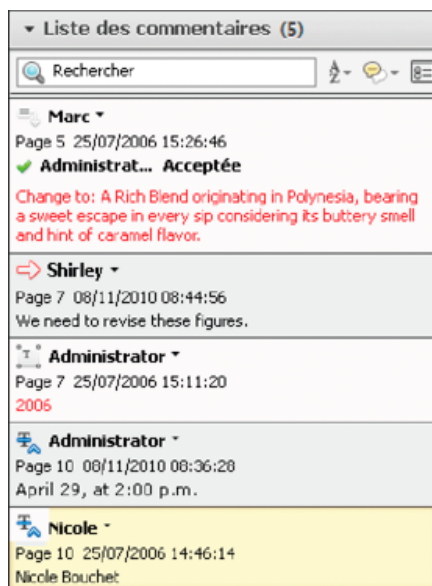 Liste des commentaires (5)
Rechercher
Marc
Page 5 25/07/2006 15:26:46
Administrat... Acceptée
Change to: A Rich Blend originating in Polynesia, bearing
a sweet escape in every sip considering its buttery smell
and hint of caramel flavor.
Shirley
Page 7 08/11/2010 08:44:56
We need to revise these figures.
Administrator
Page 7 25/07/2006 15:11:20
2006
Administrator
Page 10 08/11/2010 08:36:28
April 29, at 2:00 p.m.
Nicole
Page 10 25/07/2006 14:46:14
Nicole Bouchet